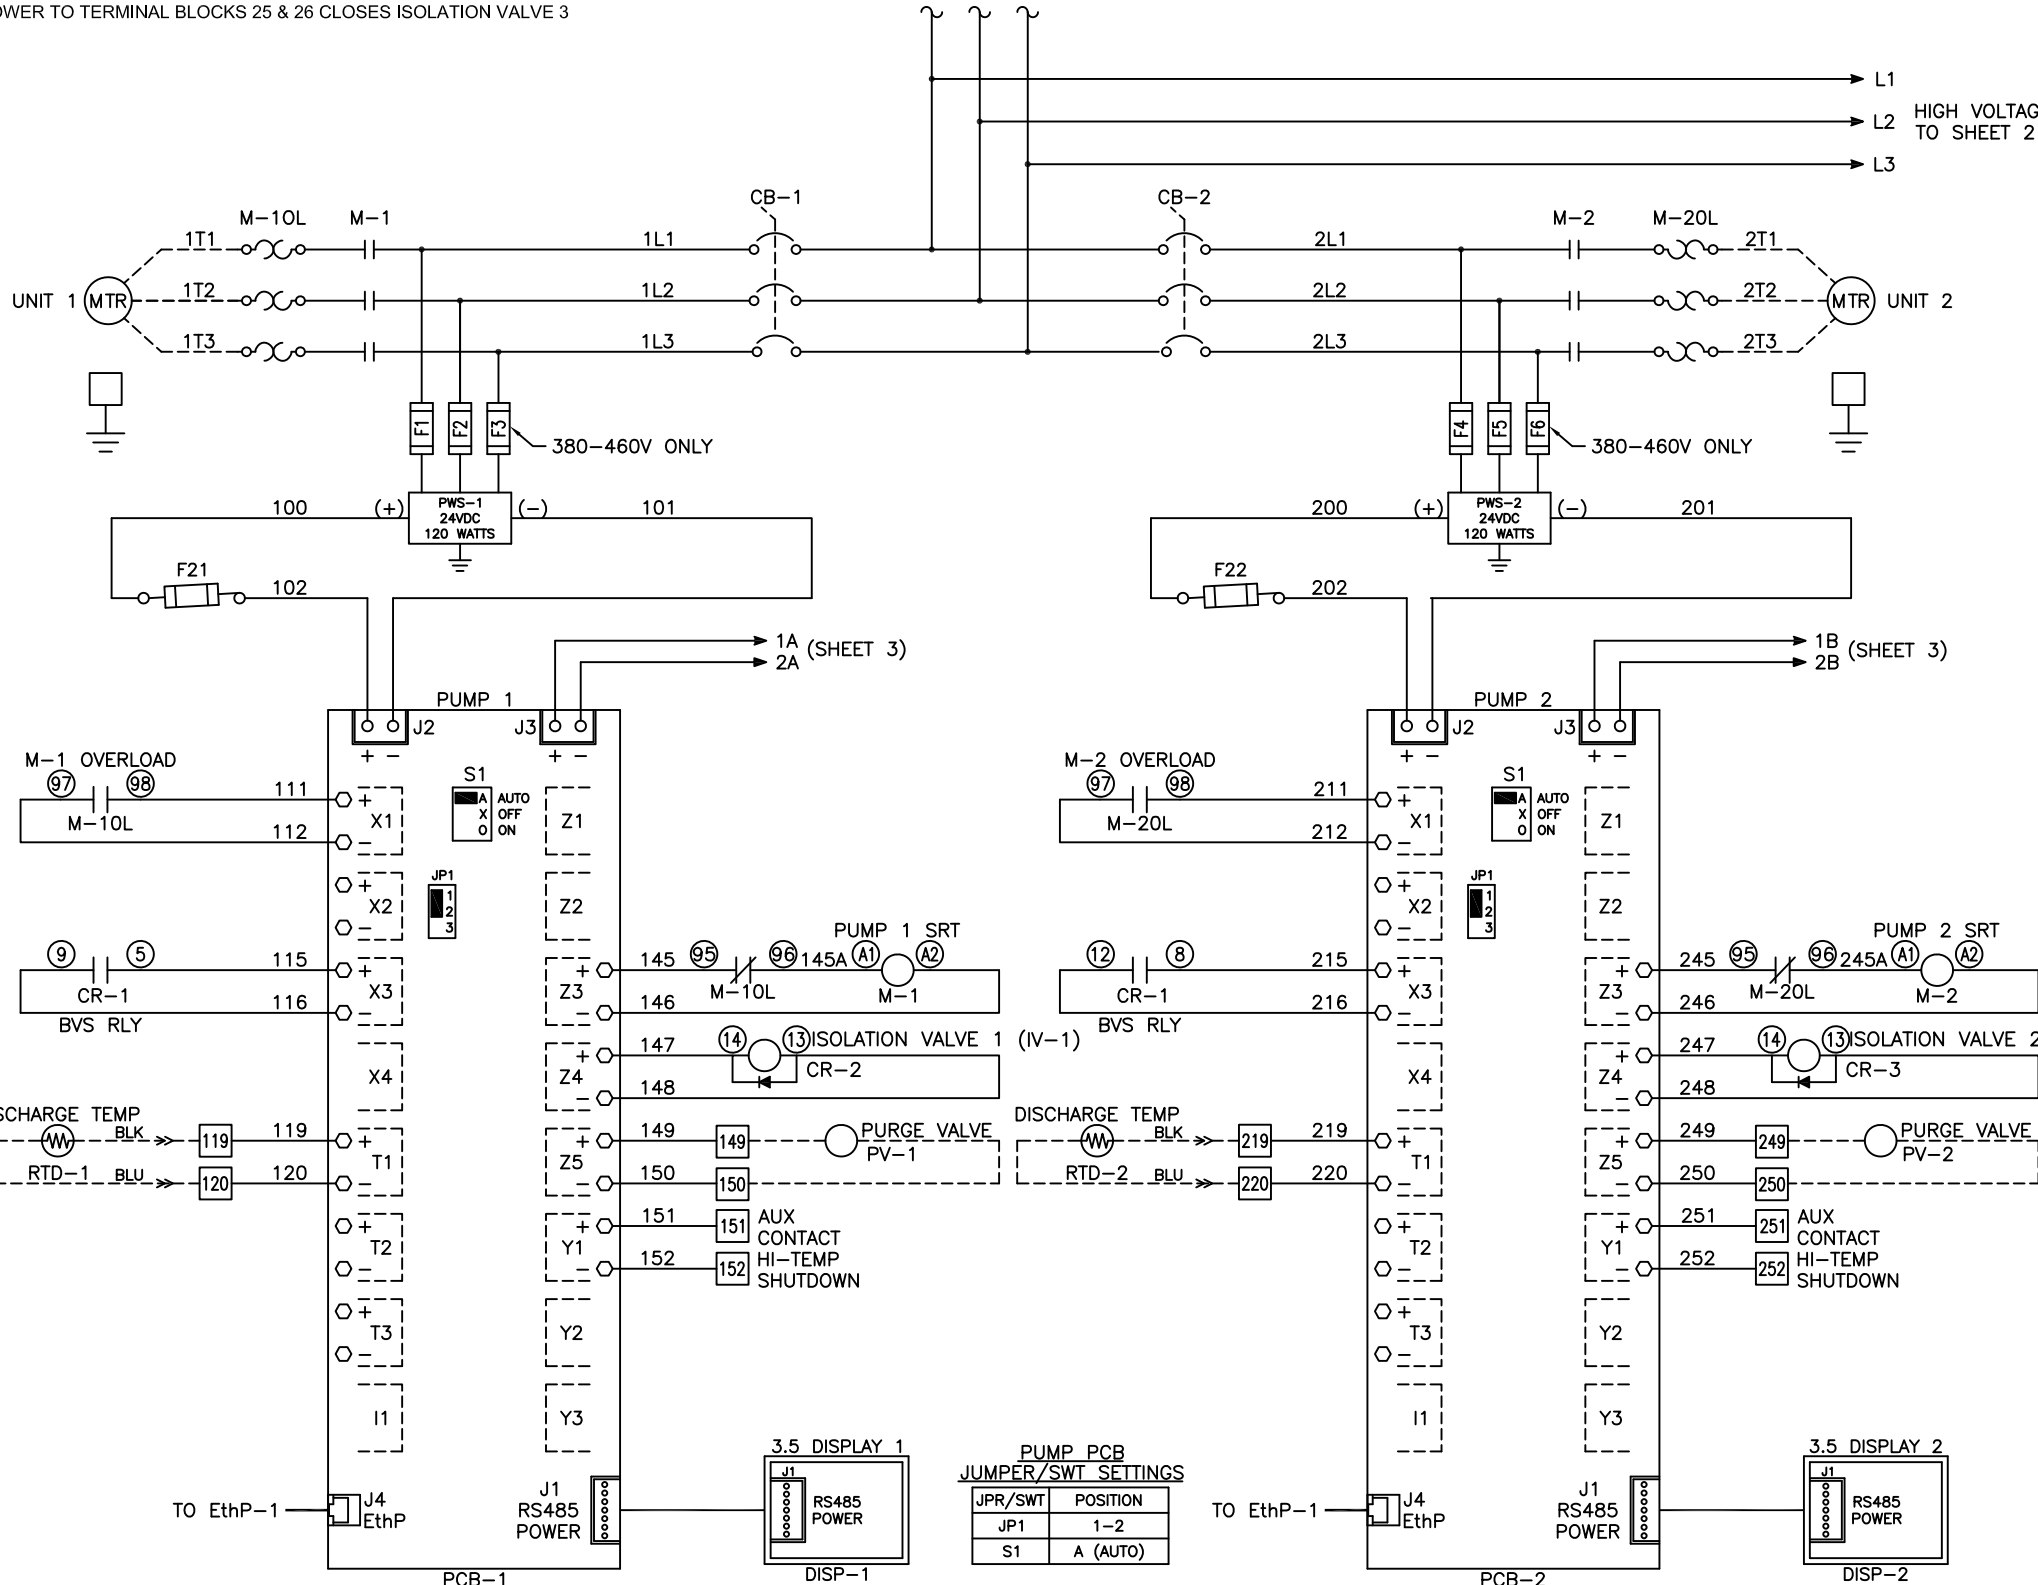 OWER TO TERMINAL BLOCKS 25 & 26 CLOSES ISOLATION VALVE 3
L1
L2 HIGH VOLTAG
TO SHEET 2
L3
CB-1 CB-2
M-1OL M-1 M-2 M-2OL
1T1 1L1 2L1 2T1
UNIT 1 MTR 1T2 1L2 2L2 2T2 MTR UNIT 2
1T3 1L3 2L3 2T3
F1 F2 F3 380-460V ONLY F4 F5 F6 380-460V ONLY
100 (+) PWS-1 (-) 101 200 (+) PWS-2 (-) 201
24VDC 24VDC
120 WATTS 120 WATTS
F21 102 F22 202
1A (SHEET 3) 1B (SHEET 3)
2A 2B
PUMP 1 PUMP 2
J2 J3 J2 J3
+ - + - + - + -
M-1 OVERLOAD M-2 OVERLOAD
97 98 111 + X1 S1 A AUTO Z1
M-1OL X OFF
112 - O ON
97 98 211 + X1 S1 A AUTO Z1
M-2OL X OFF
212 - O ON
+ X2 - JP1 1 2 3 Z2
+ X2 - JP1 1 2 3 Z2
PUMP 1 SRT PUMP 2 SRT
9 5 115 + X3 Z3 + 145 95 96 145A A1 A2
CR-1 M-1OL M-1
116 - - 146
BVS RLY
12 8 215 + X3 Z3 + 245 95 96 245A A1 A2
CR-1 M-2OL M-2
216 - - 246
BVS RLY
X4 Z4 + 147 14 13 ISOLATION VALVE 1 (IV-1)
CR-2
- 148
X4 Z4 + 247 14 13 ISOLATION VALVE 2
CR-3
- 248
SCHARGE TEMP DISCHARGE TEMP
BLK 119 119 + T1 Z5 + 149 149 PURGE VALVE
PV-1
RTD-1 BLU 120 120 - - 150 150
BLK 219 219 + T1 Z5 + 249 249 PURGE VALVE
PV-2
RTD-2 BLU 220 220 - - 250 250
+ T2 - Y1 + 151 151 AUX
CONTACT
- 152 152 HI-TEMP
SHUTDOWN
+ T2 - Y1 + 251 251 AUX
CONTACT
- 252 252 HI-TEMP
SHUTDOWN
+ T3 - Y2 + T3 - Y2
I1 Y3 I1 Y3
TO EthP-1 J4
EthP
J1
RS485
POWER
3.5 DISPLAY 1
J1
RS485
POWER
DISP-1
PCB-1
PUMP PCB
JUMPER/SWT SETTINGS
JPR/SWT POSITION
JP1 1-2
S1 A (AUTO)
TO EthP-1 J4
EthP
J1
RS485
POWER
3.5 DISPLAY 2
J1
RS485
POWER
DISP-2
PCB-2